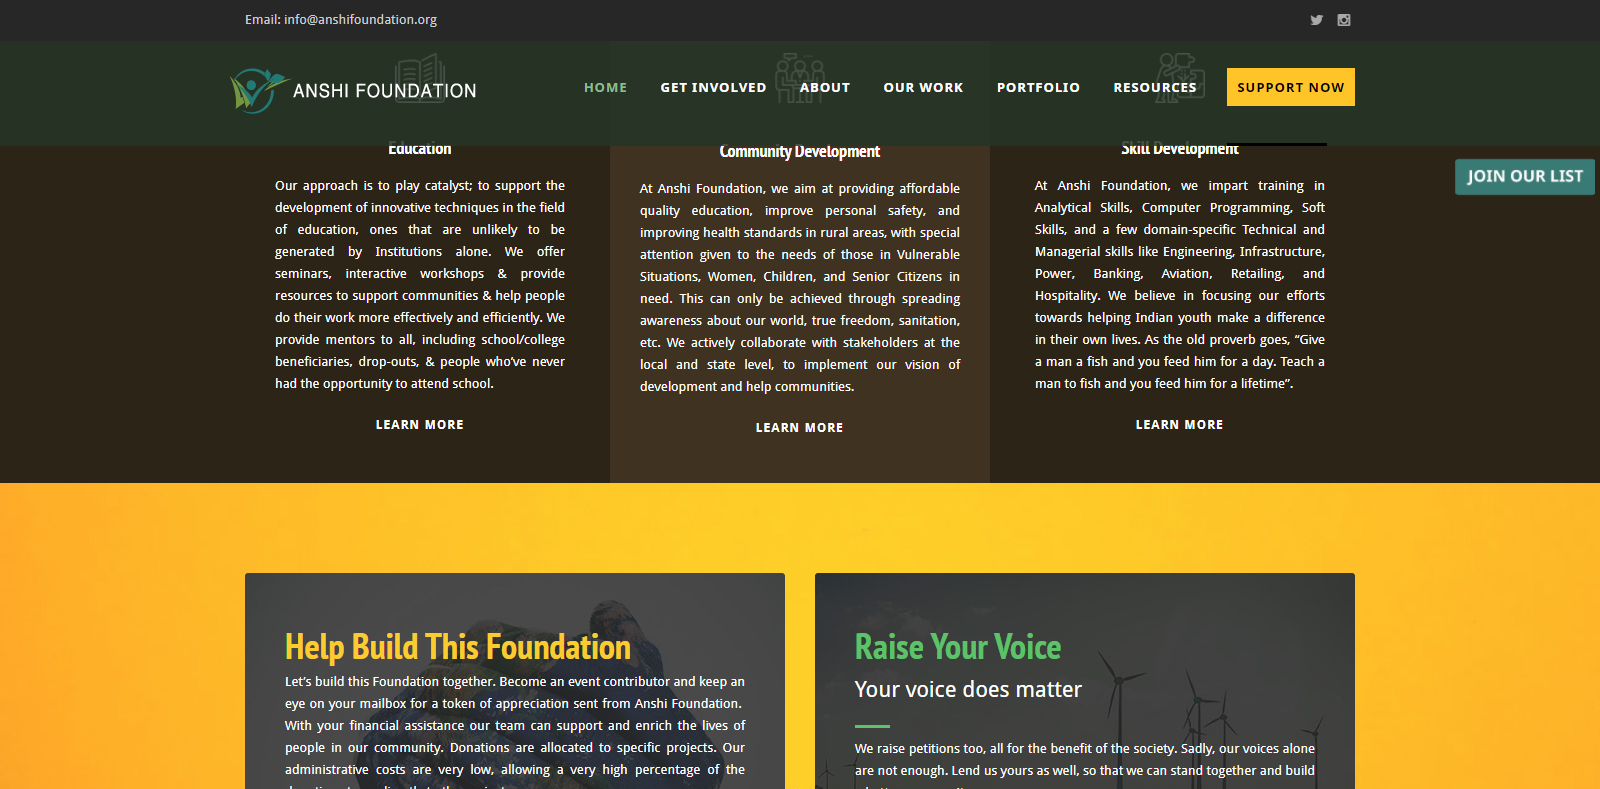 Email: info@anshifoundation.org
ANSHI FOUNDATION
HOME GET INVOLVED ABOUT OUR WORK PORTFOLIO RESOURCES SUPPORT NOW
JOIN OUR LIST
Education
Our approach is to play catalyst; to support the
development of innovative techniques in the field
of education, ones that are unlikely to be
generated by Institutions alone. We offer
seminars, interactive workshops & provide
resources to support communities & help people
do their work more effectively and efficiently. We
provide mentors to all, including school/college
beneficiaries, drop-outs, & people who’ve never
had the opportunity to attend school.
LEARN MORE
Community Development
At Anshi Foundation, we aim at providing affordable
quality education, improve personal safety, and
improving health standards in rural areas, with special
attention given to the needs of those in Vulnerable
Situations, Women, Children, and Senior Citizens in
need. This can only be achieved through spreading
awareness about our world, true freedom, sanitation,
etc. We actively collaborate with stakeholders at the
local and state level, to implement our vision of
development and help communities.
LEARN MORE
Skill Development
At Anshi Foundation, we impart training in
Analytical Skills, Computer Programming, Soft
Skills, and a few domain-specific Technical and
Managerial skills like Engineering, Infrastructure,
Power, Banking, Aviation, Retailing, and
Hospitality. We believe in focusing our efforts
towards helping Indian youth make a difference
in their own lives. As the old proverb goes, “Give
a man a fish and you feed him for a day. Teach a
man to fish and you feed him for a lifetime”.
LEARN MORE
Help Build This Foundation
Let’s build this Foundation together. Become an event contributor and keep an
eye on your mailbox for a token of appreciation sent from Anshi Foundation.
With your financial assistance our team can support and enrich the lives of
people in our community. Donations are allocated to specific projects. Our
administrative costs are very low, allowing a very high percentage of the
Raise Your Voice
Your voice does matter
We raise petitions too, all for the benefit of the society. Sadly, our voices alone
are not enough. Lend us yours as well, so that we can stand together and build